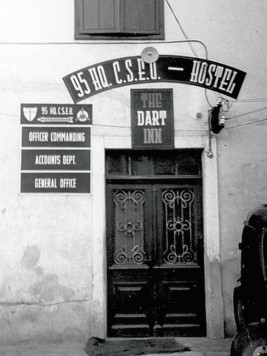 95 HQ. C.S.E.U. — HOSTEL
95 HQ. C.S.E.U.
OFFICER COMMANDING
ACCOUNTS DEPT.
GENERAL OFFICE
THE
DART
INN